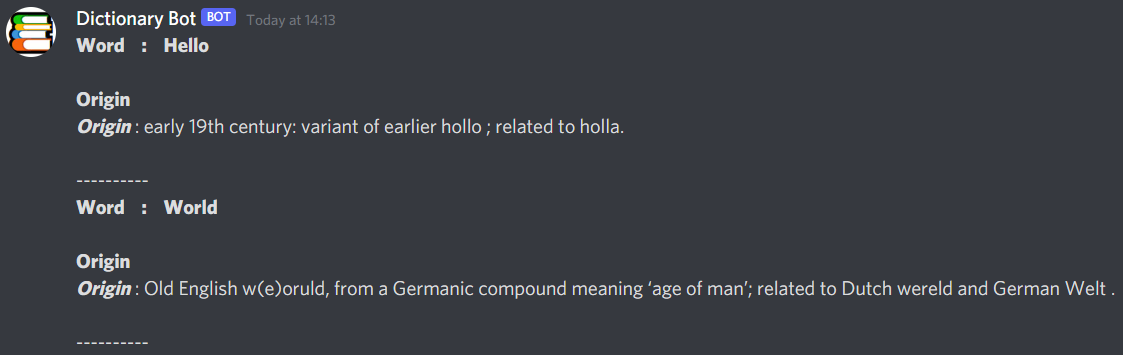 Dictionary Bot BOT Today at 14:13
Word : Hello
Origin
Origin : early 19th century: variant of earlier hollo ; related to holla.
----------
Word : World
Origin
Origin : Old English w(e)oruld, from a Germanic compound meaning ‘age of man’; related to Dutch wereld and German Welt .
----------